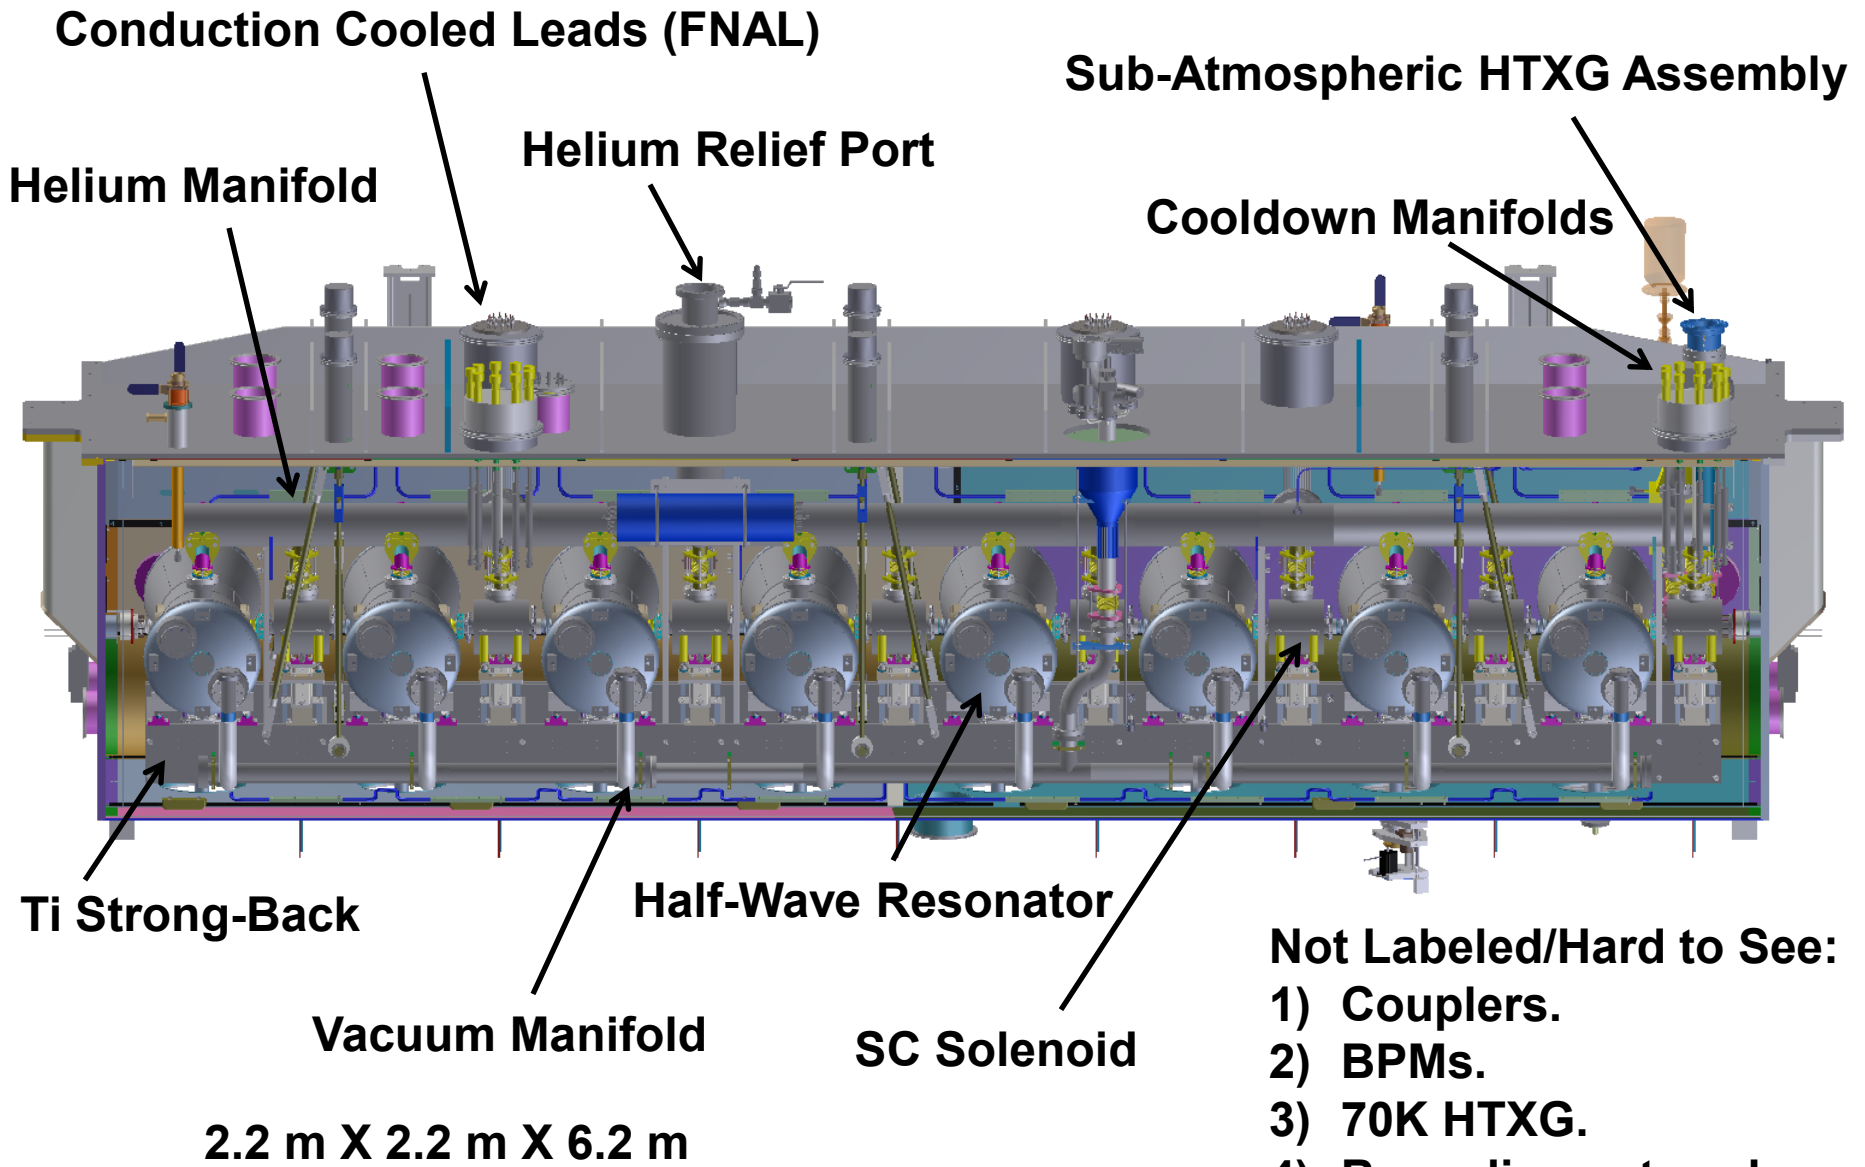 Conduction Cooled Leads (FNAL)
Sub-Atmospheric HTXG Assembly
Helium Relief Port
Helium Manifold
Cooldown Manifolds
Ti Strong-Back
Half-Wave Resonator
Vacuum Manifold
SC Solenoid
Not Labeled/Hard to See:
1) Couplers.
2) BPMs.
3) 70K HTXG.
4)
2.2 m X 2.2 m X 6.2 m